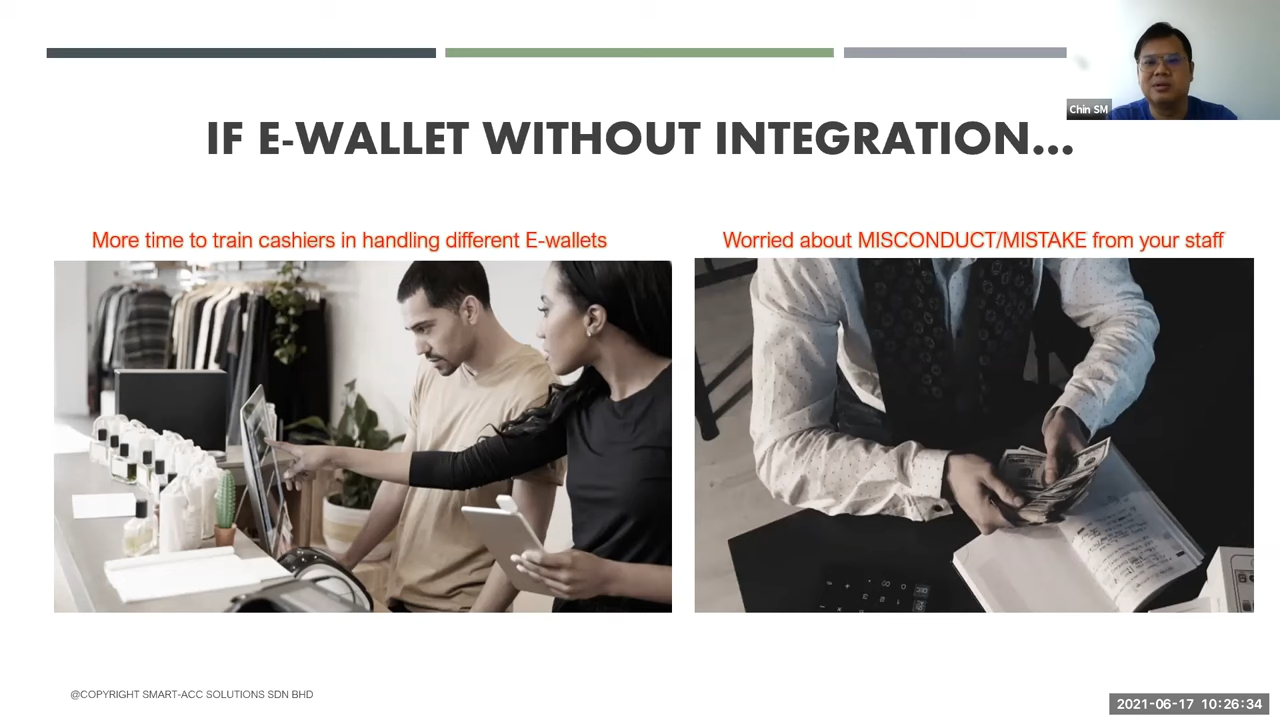 Chin SM
IF E-WALLET WITHOUT INTEGRATION...
More time to train cashiers in handling different E-wallets
Worried about MISCONDUCT/MISTAKE from your staff
@COPYRIGHT SMART-ACC SOLUTIONS SDN BHD
2021-06-17 10:26:34